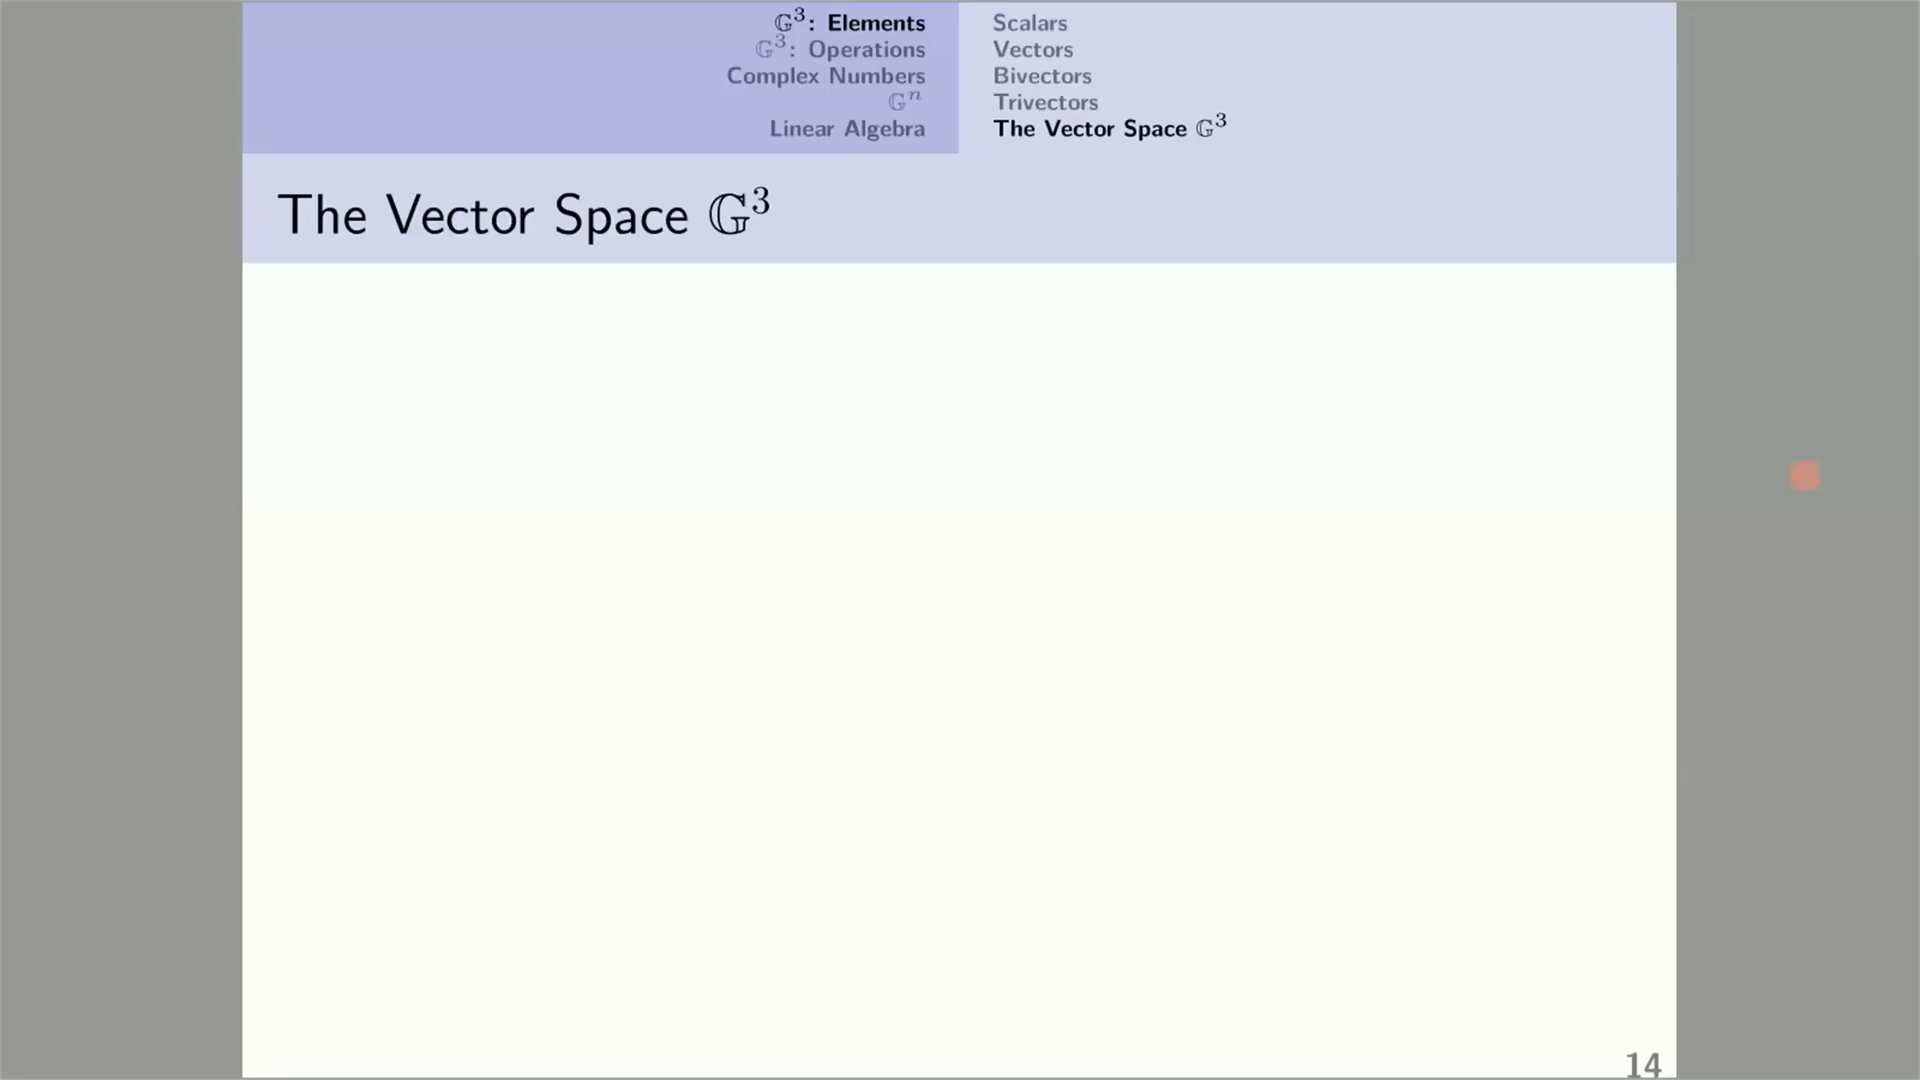 𝔾³: Elements
𝔾³: Operations
Complex Numbers
𝔾ⁿ
Linear Algebra
Scalars
Vectors
Bivectors
Trivectors
The Vector Space 𝔾³
The Vector Space 𝔾³
14